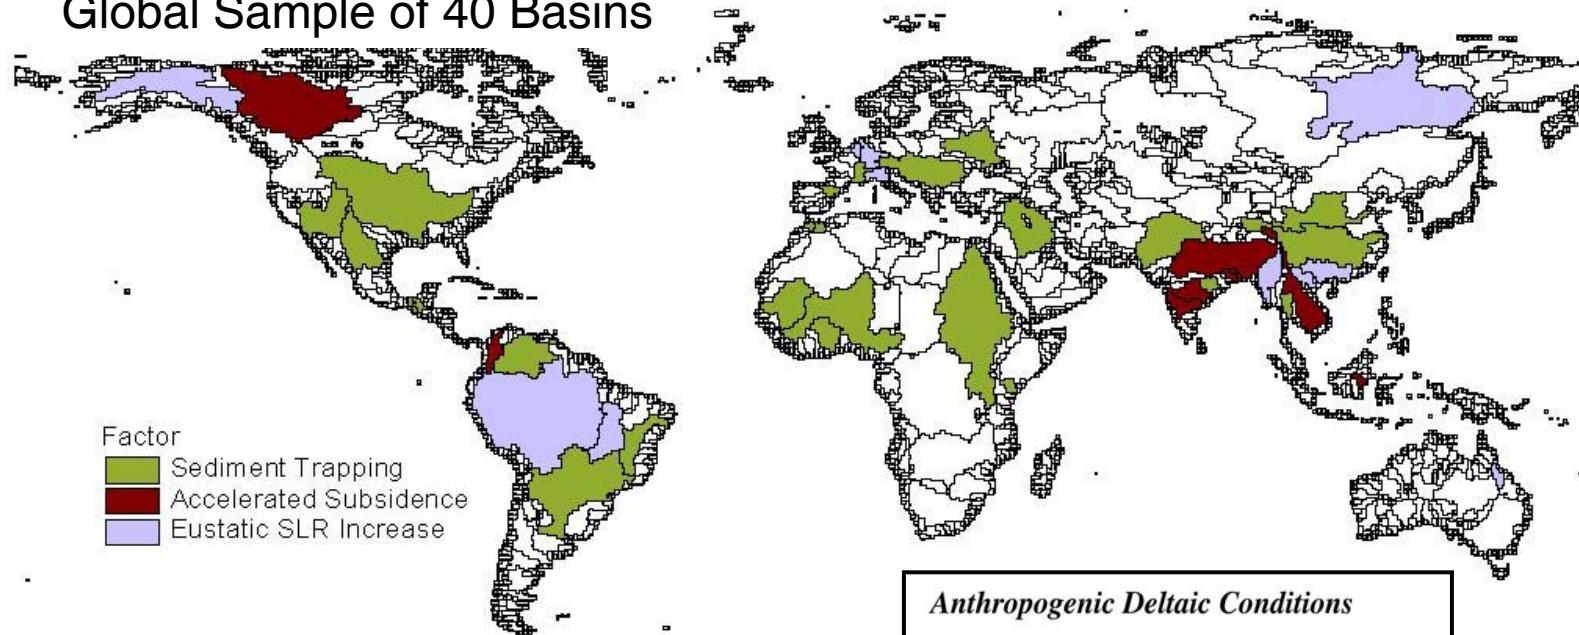 Global Sample of 40 Basins
Factor
Sediment Trapping
Accelerated Subsidence
Eustatic SLR Increase
Anthropogenic Deltaic Conditions